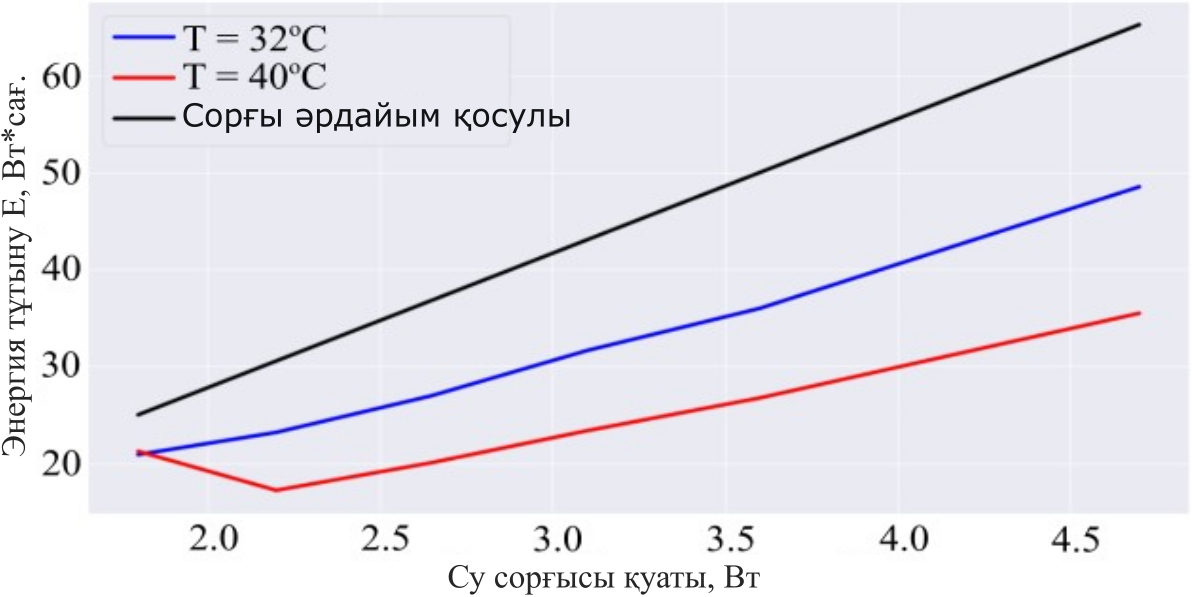 T = 32ºC
T = 40ºC
Сорғы әрдайым қосулы
Энергия тұтыну E, Вт*сағ.
60
50
40
30
20
2.0 2.5 3.0 3.5 4.0 4.5
Су сорғысы қуаты, Вт